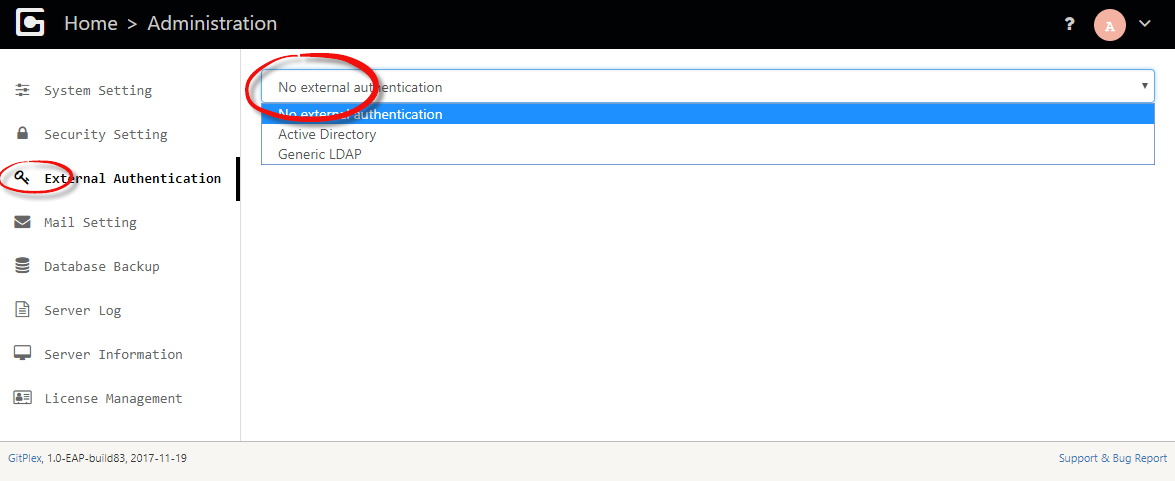 Home > Administration
? A
System Setting
Security Setting
External Authentication
Mail Setting
Database Backup
Server Log
Server Information
License Management
No external authentication
No external authentication
Active Directory
Generic LDAP
GitPlex, 1.0-EAP-build83, 2017-11-19
Support & Bug Report